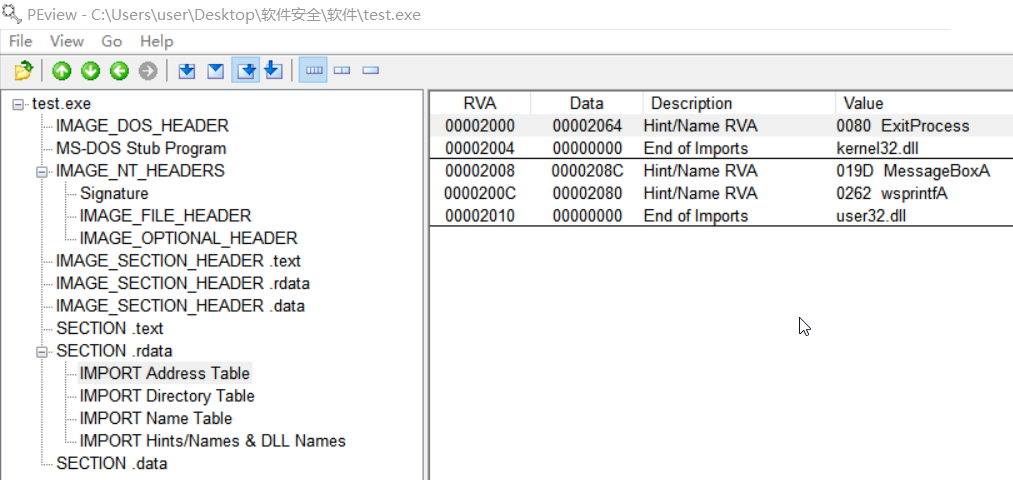 PEview - C:\Users\user\Desktop\软件安全\软件\test.exe
File View Go Help
test.exe
IMAGE_DOS_HEADER
MS-DOS Stub Program
IMAGE_NT_HEADERS
Signature
IMAGE_FILE_HEADER
IMAGE_OPTIONAL_HEADER
IMAGE_SECTION_HEADER .text
IMAGE_SECTION_HEADER .rdata
IMAGE_SECTION_HEADER .data
SECTION .text
SECTION .rdata
IMPORT Address Table
IMPORT Directory Table
IMPORT Name Table
IMPORT Hints/Names & DLL Names
SECTION .data
RVA Data Description Value
00002000 00002064 Hint/Name RVA 0080 ExitProcess
00002004 00000000 End of Imports kernel32.dll
00002008 0000208C Hint/Name RVA 019D MessageBoxA
0000200C 00002080 Hint/Name RVA 0262 wsprintfA
00002010 00000000 End of Imports user32.dll